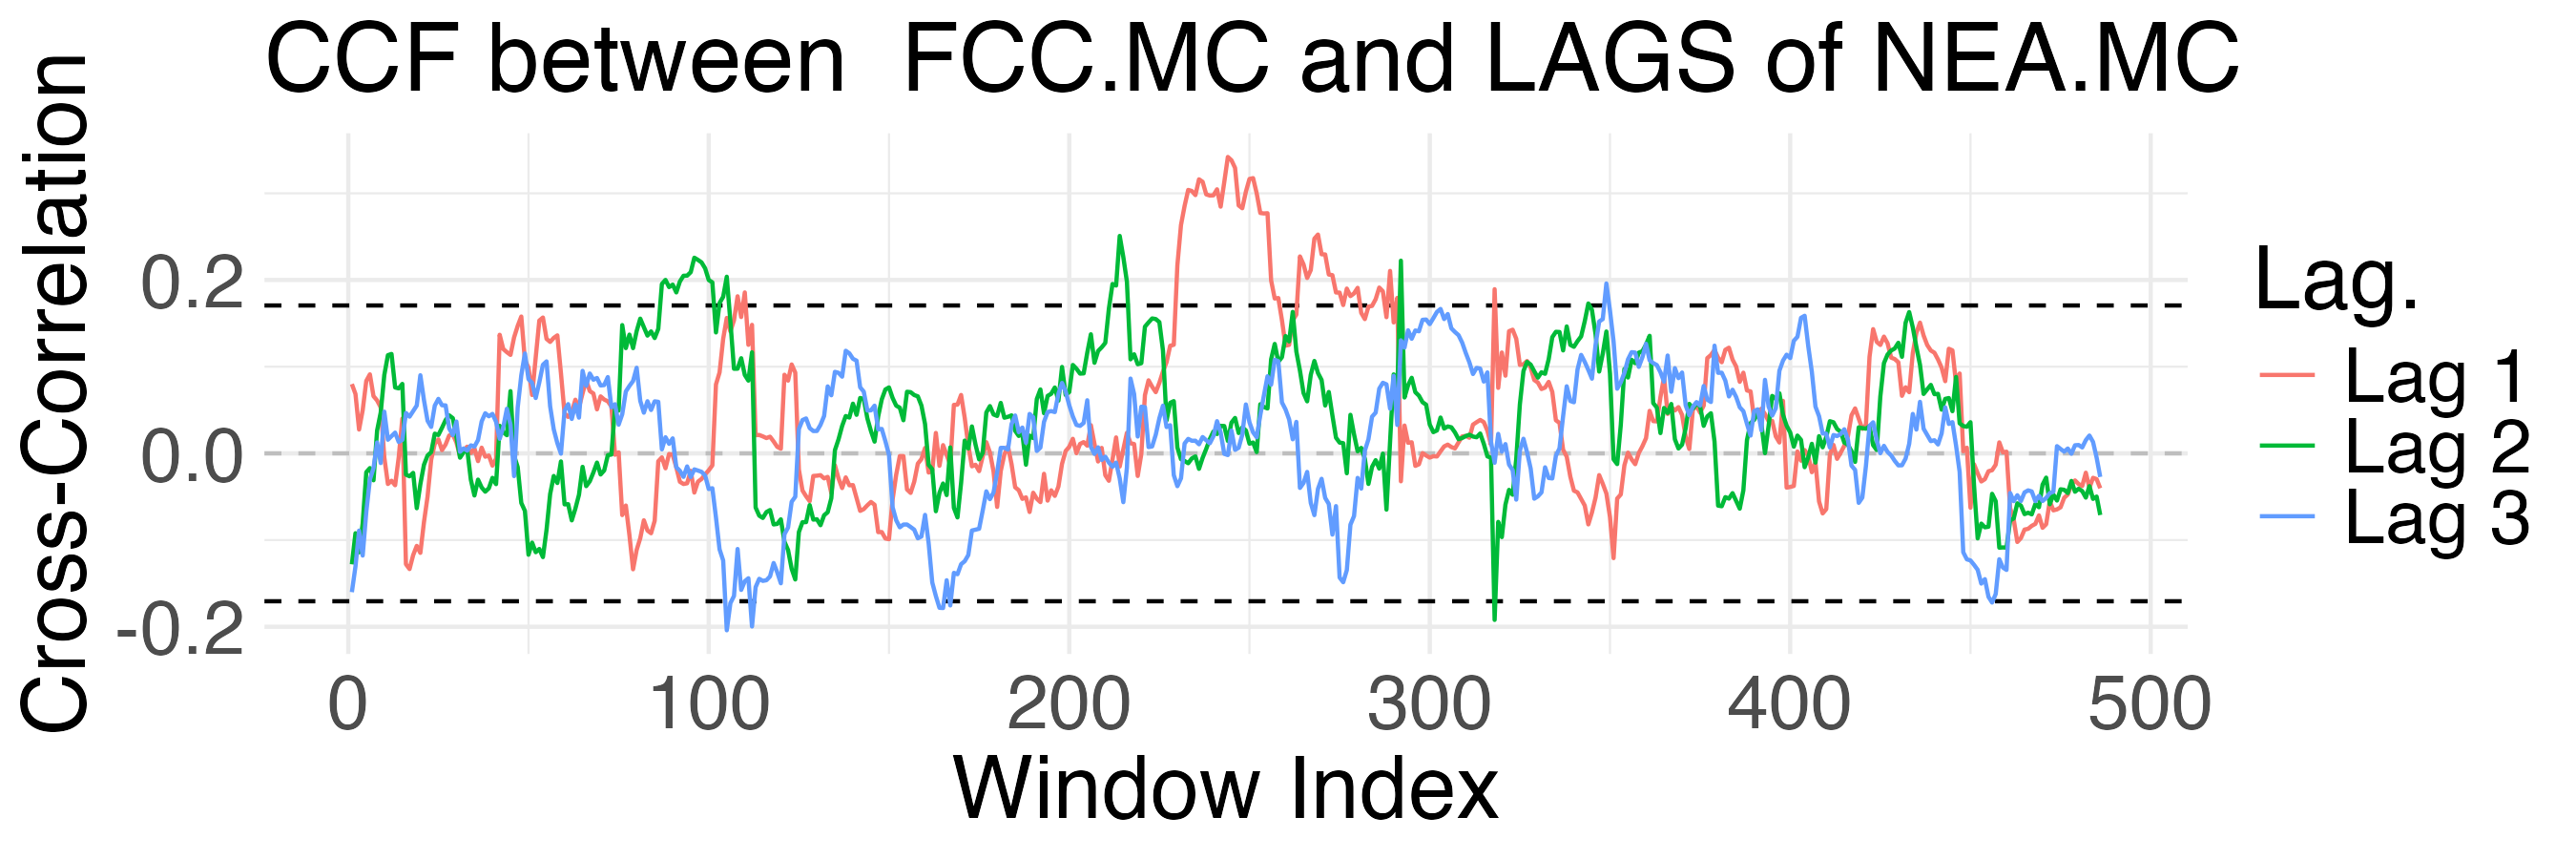 CCF between  FCC.MC and LAGS of NEA.MC
Cross-Correlation
0.2
0.0
-0.2
0 100 200 300 400 500
Window Index
Lag.
Lag 1
Lag 2
Lag 3